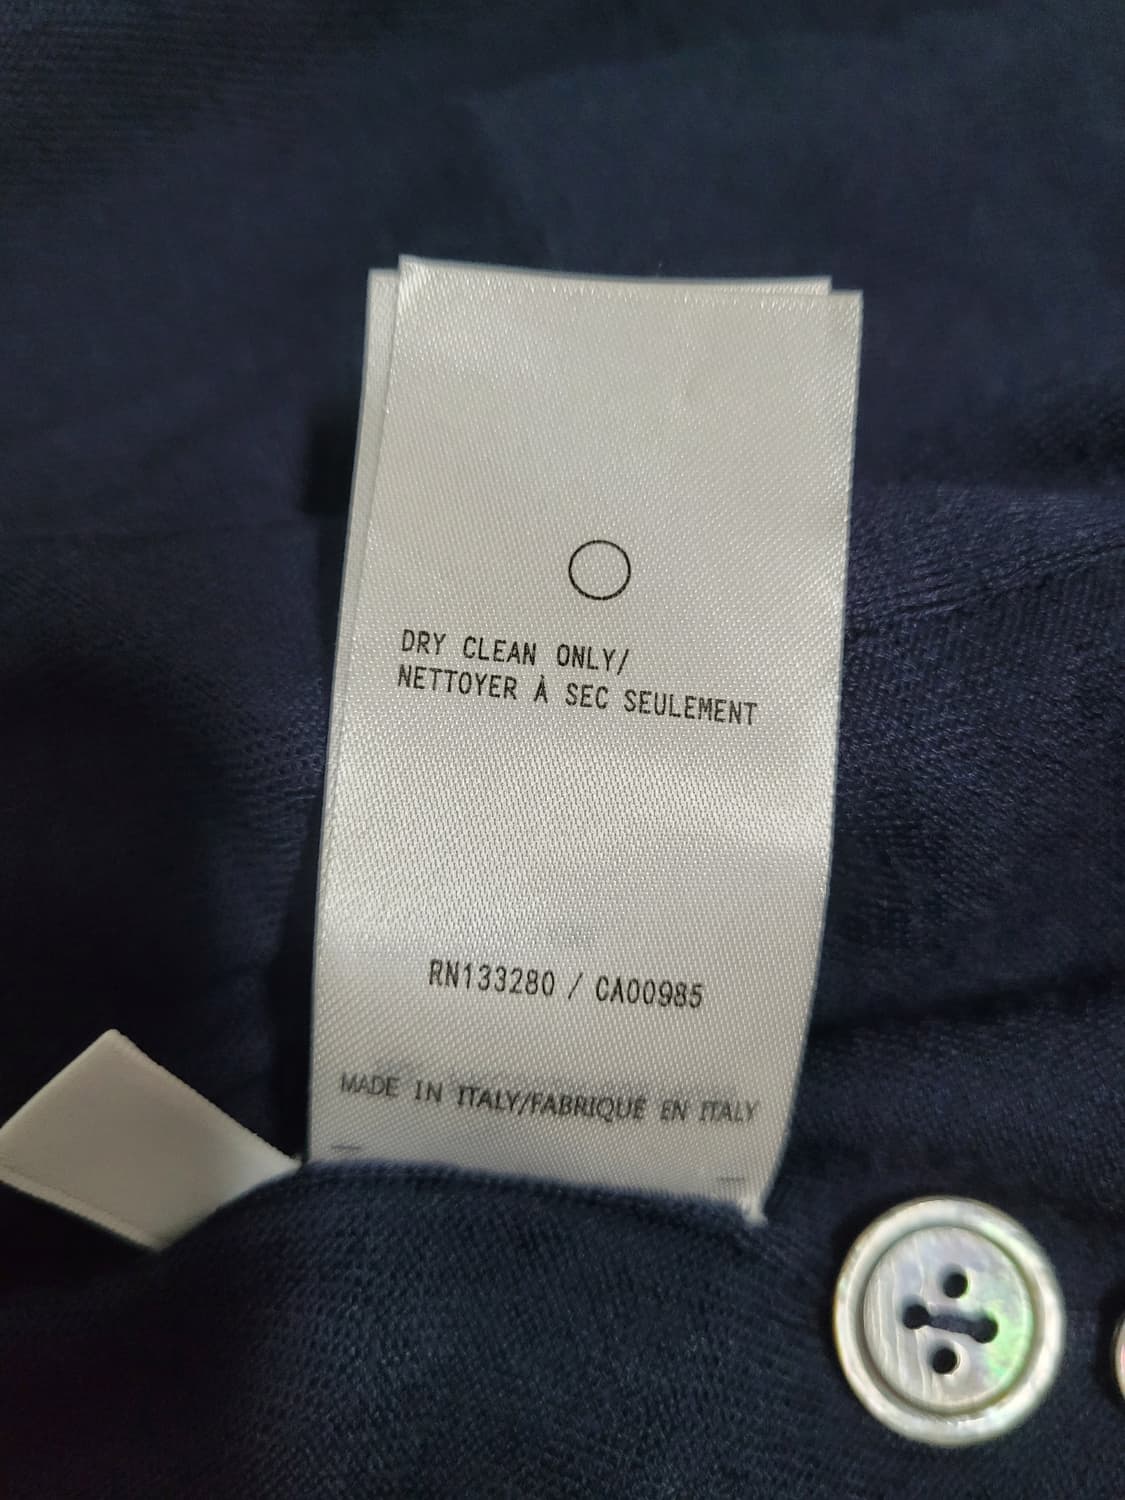 DRY CLEAN ONLY/
NETTOYER À SEC SEULEMENT
RN133280 / CA00985
MADE IN ITALY/FABRIQUÉ EN ITALY